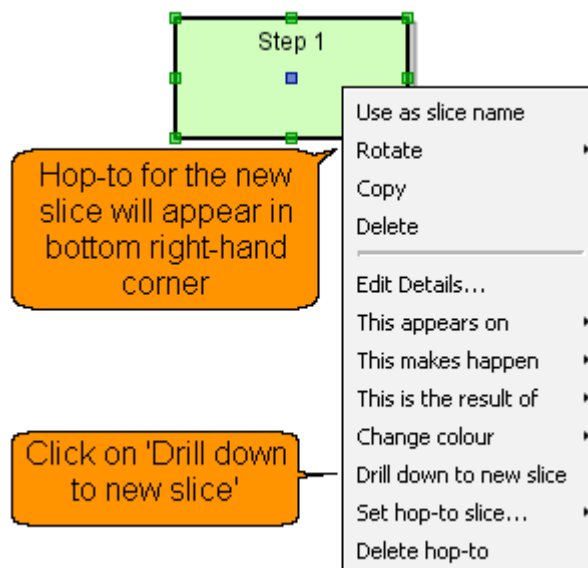 Step 1
Use as slice name
Rotate
Copy
Delete
Hop-to for the new
slice will appear in
bottom right-hand
corner
Edit Details...
This appears on
This makes happen
This is the result of
Change colour
Drill down to new slice
Set hop-to slice...
Delete hop-to
Click on 'Drill down
to new slice'